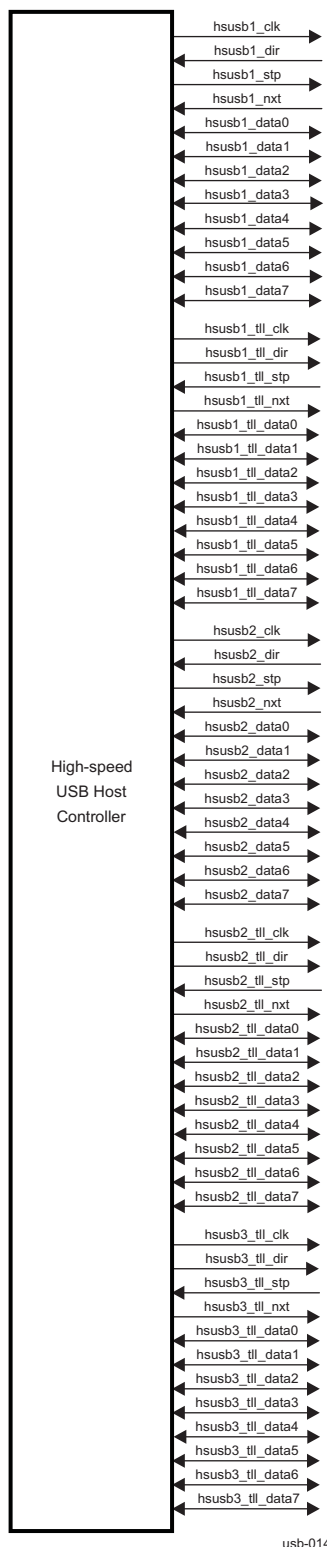 hsusb1_clk
hsusb1_dir
hsusb1_stp
hsusb1_nxt
hsusb1_data0
hsusb1_data1
hsusb1_data2
hsusb1_data3
hsusb1_data4
hsusb1_data5
hsusb1_data6
hsusb1_data7
hsusb1_tll_clk
hsusb1_tll_dir
hsusb1_tll_stp
hsusb1_tll_nxt
hsusb1_tll_data0
hsusb1_tll_data1
hsusb1_tll_data2
hsusb1_tll_data3
hsusb1_tll_data4
hsusb1_tll_data5
hsusb1_tll_data6
hsusb1_tll_data7
hsusb2_clk
hsusb2_dir
hsusb2_stp
hsusb2_nxt
hsusb2_data0
hsusb2_data1
hsusb2_data2
hsusb2_data3
hsusb2_data4
hsusb2_data5
hsusb2_data6
hsusb2_data7
High-speed
USB Host
Controller
hsusb2_tll_clk
hsusb2_tll_dir
hsusb2_tll_stp
hsusb2_tll_nxt
hsusb2_tll_data0
hsusb2_tll_data1
hsusb2_tll_data2
hsusb2_tll_data3
hsusb2_tll_data4
hsusb2_tll_data5
hsusb2_tll_data6
hsusb2_tll_data7
hsusb3_tll_clk
hsusb3_tll_dir
hsusb3_tll_stp
hsusb3_tll_nxt
hsusb3_tll_data0
hsusb3_tll_data1
hsusb3_tll_data2
hsusb3_tll_data3
hsusb3_tll_data4
hsusb3_tll_data5
hsusb3_tll_data6
hsusb3_tll_data7
usb-014